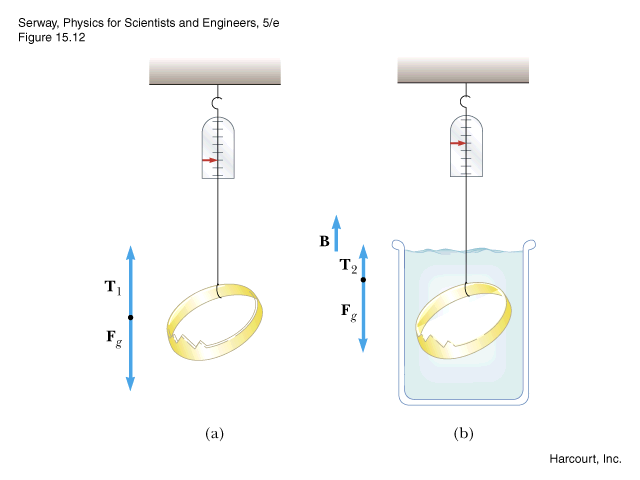 Serway, Physics for Scientists and Engineers, 5/e
Figure 15.12
B
T1
T2
Fg
Fg
(a)
(b)
Harcourt, Inc.